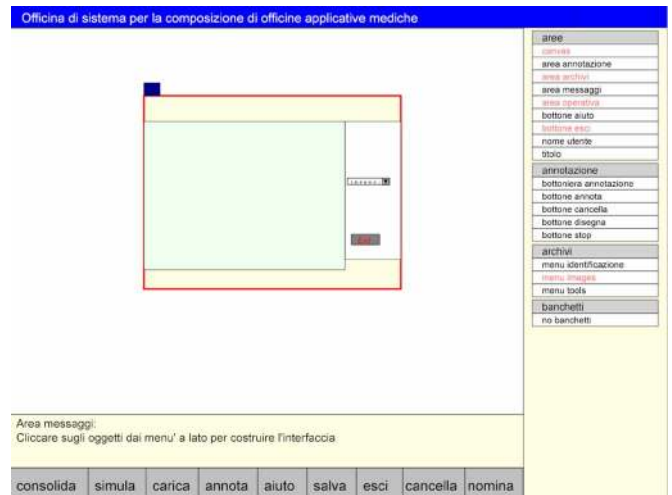 Officina di sistema per la composizione di officine applicative mediche
aree
canvas
area annotazione
area archivi
area messaggi
area operativa
bottone aiuto
bottone esci
nome utente
titolo
annotazione
bottoniera annotazione
bottone annota
bottone cancella
bottone disegna
bottone stop
archivi
menu identificazione
menu images
menu tools
banchetti
no banchetti
Area messaggi:
Cliccare sugli oggetti dai menu' a lato per costruire l'interfaccia
consolida simula carica annota aiuto salva esci cancella nomina